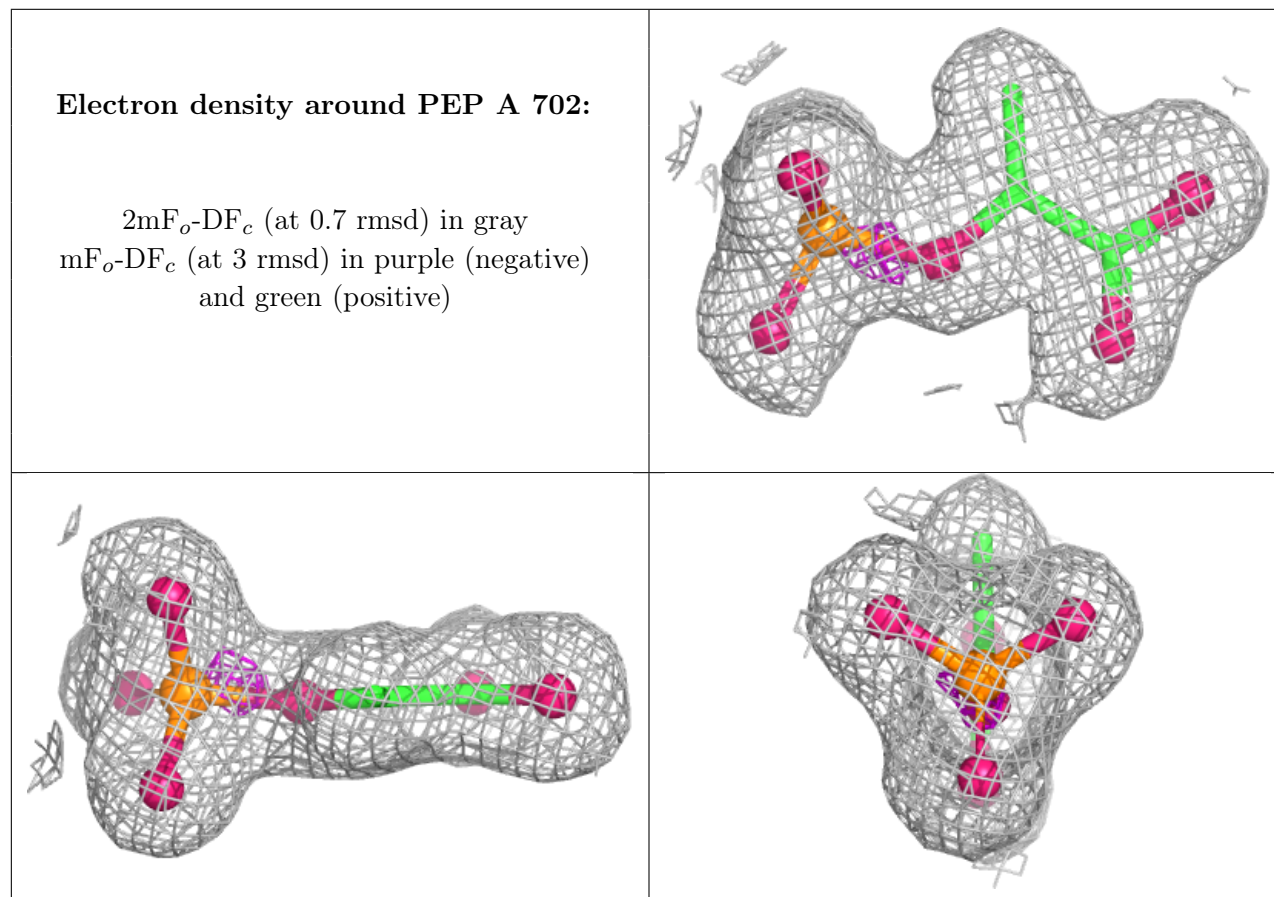 Electron density around PEP A 702:
2mFo-DFc (at 0.7 rmsd) in gray
mFo-DFc (at 3 rmsd) in purple (negative)
and green (positive)